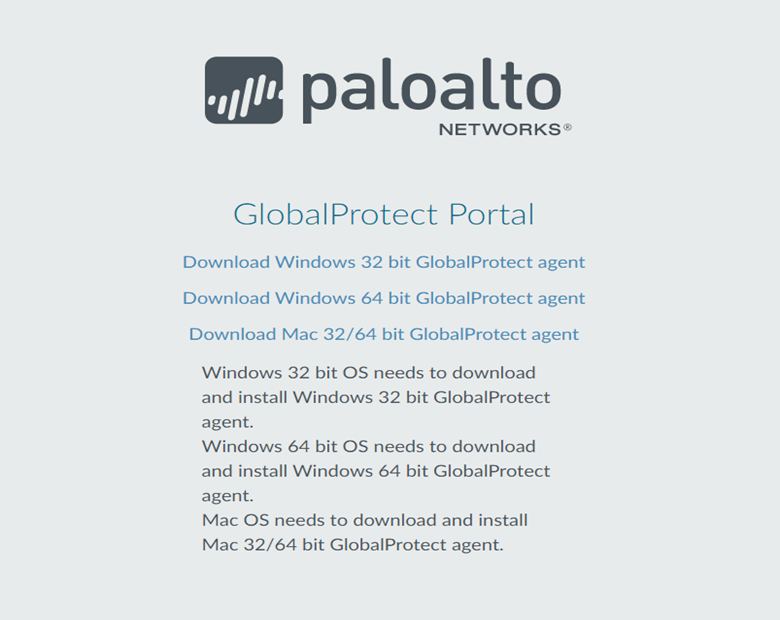 paloalto
NETWORKS®
GlobalProtect Portal
Download Windows 32 bit GlobalProtect agent
Download Windows 64 bit GlobalProtect agent
Download Mac 32/64 bit GlobalProtect agent
Windows 32 bit OS needs to download
and install Windows 32 bit GlobalProtect
agent.
Windows 64 bit OS needs to download
and install Windows 64 bit GlobalProtect
agent.
Mac OS needs to download and install
Mac 32/64 bit GlobalProtect agent.